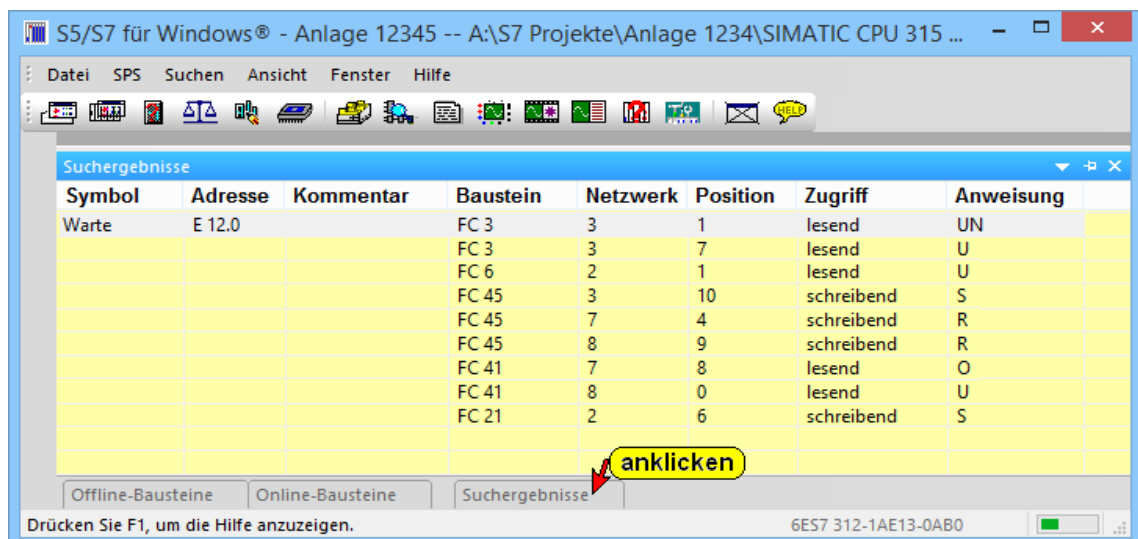 S5/S7 für Windows® - Anlage 12345 -- A:\S7 Projekte\Anlage 1234\SIMATIC CPU 315 ...
Datei SPS Suchen Ansicht Fenster Hilfe
HELP
Suchergebnisse
Symbol Adresse Kommentar Baustein Netzwerk Position Zugriff Anweisung
Warte E 12.0 FC 3 3 1 lesend UN
FC 3 3 7 lesend U
FC 6 2 1 lesend U
FC 45 3 10 schreibend S
FC 45 7 4 schreibend R
FC 45 8 9 schreibend R
FC 41 7 8 lesend O
FC 41 8 0 lesend U
FC 21 2 6 schreibend S
anklicken
Offline-Bausteine Online-Bausteine Suchergebnisse
Drücken Sie F1, um die Hilfe anzuzeigen. 6ES7 312-1AE13-0AB0